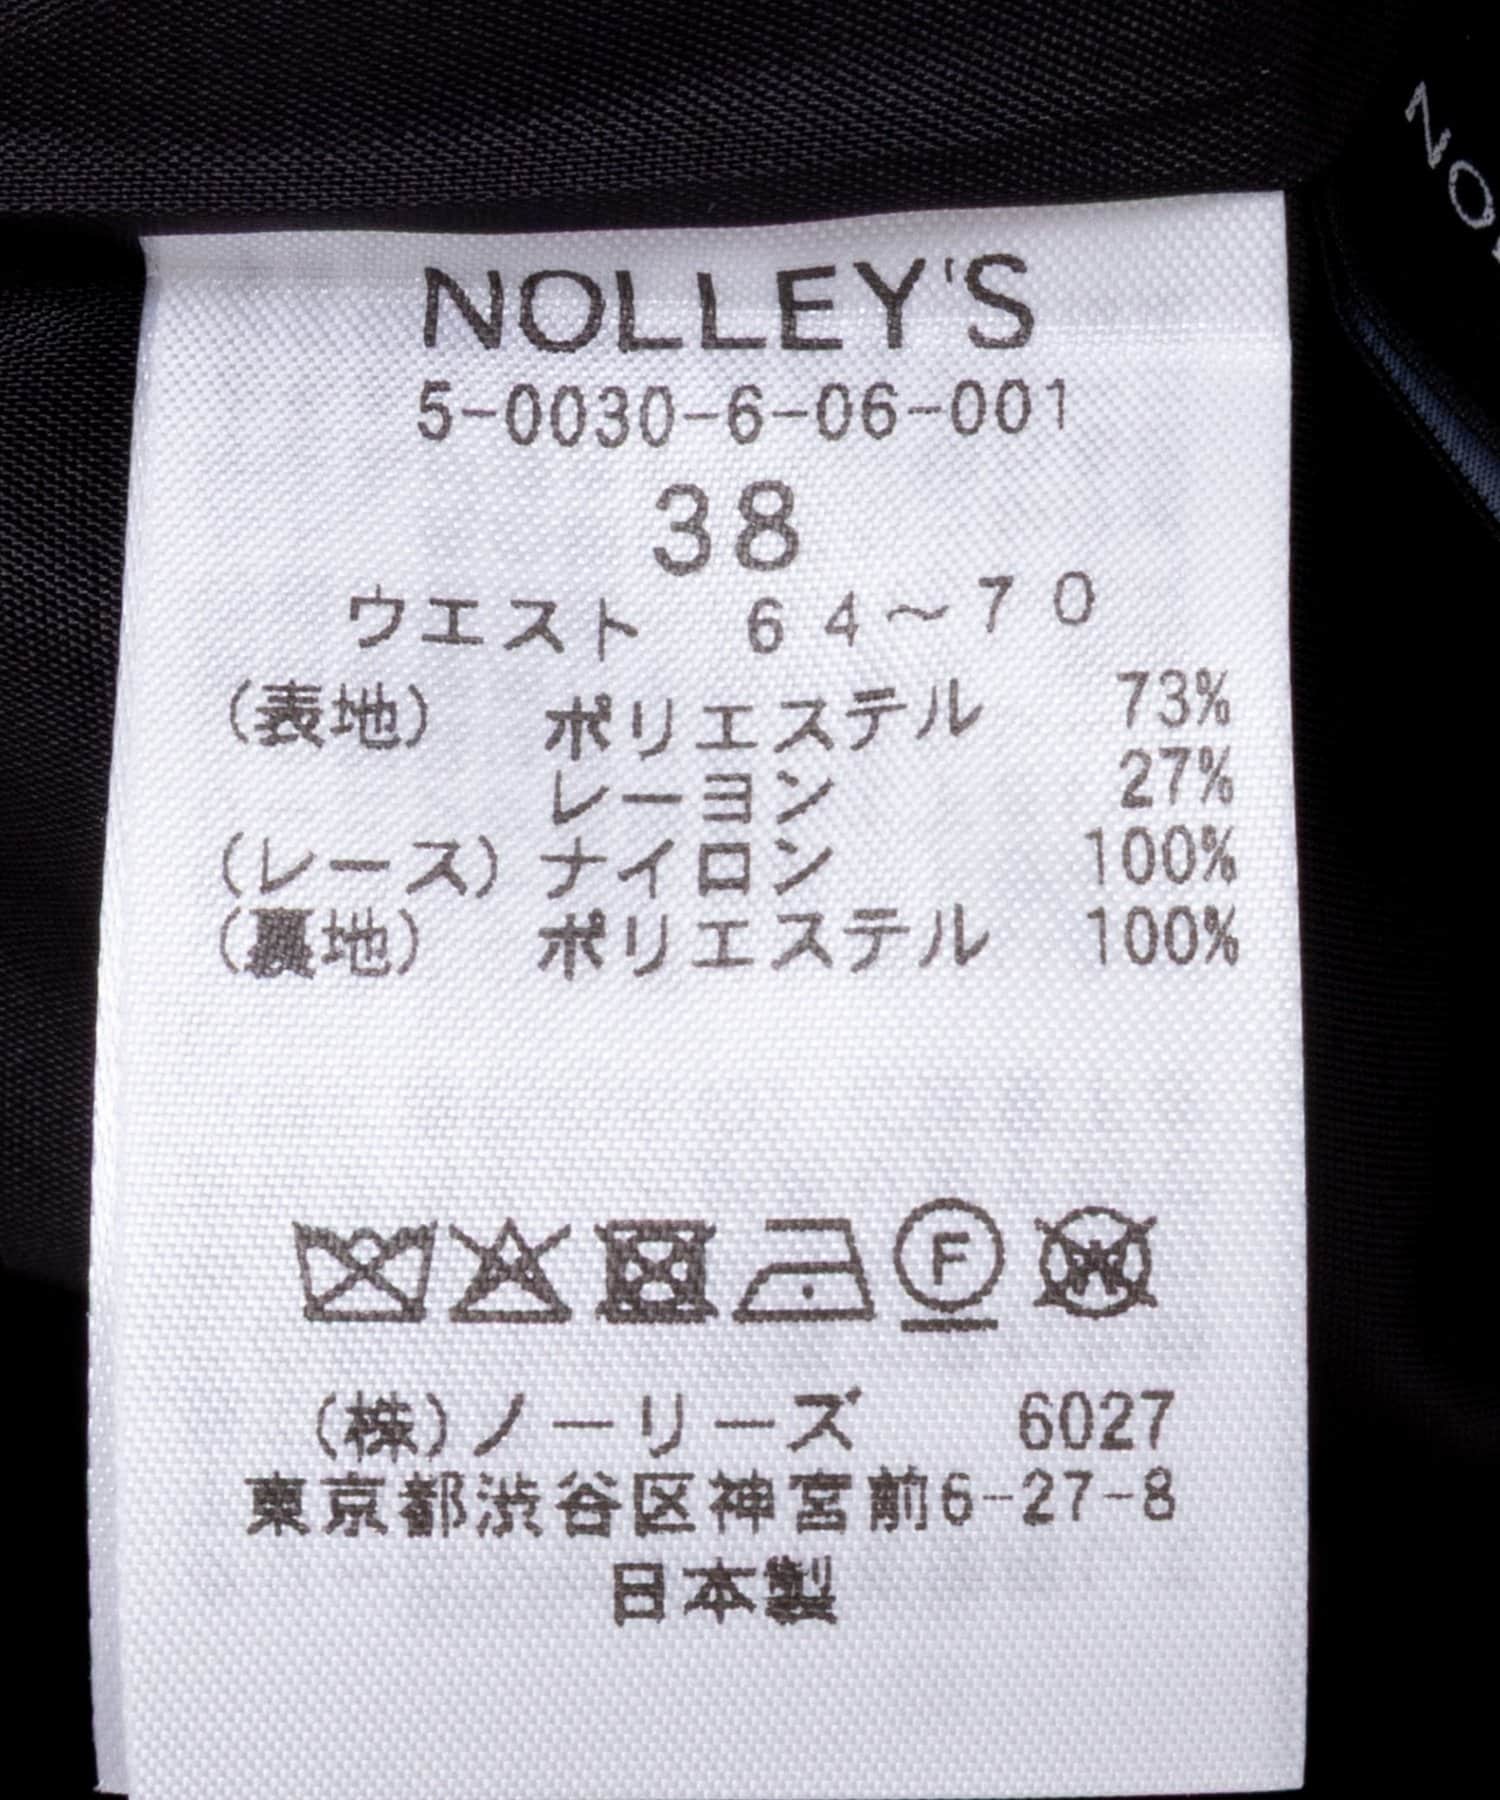 NOLLEY'S
5-0030-6-06-001
38
ウエスト 64～70
(表地) ポリエステル 73%
レーヨン 27%
(レース) ナイロン 100%
(裏地) ポリエステル 100%
F
W
(株)ノーリーズ 6027
東京都渋谷区神宮前6-27-8
日本製
NO